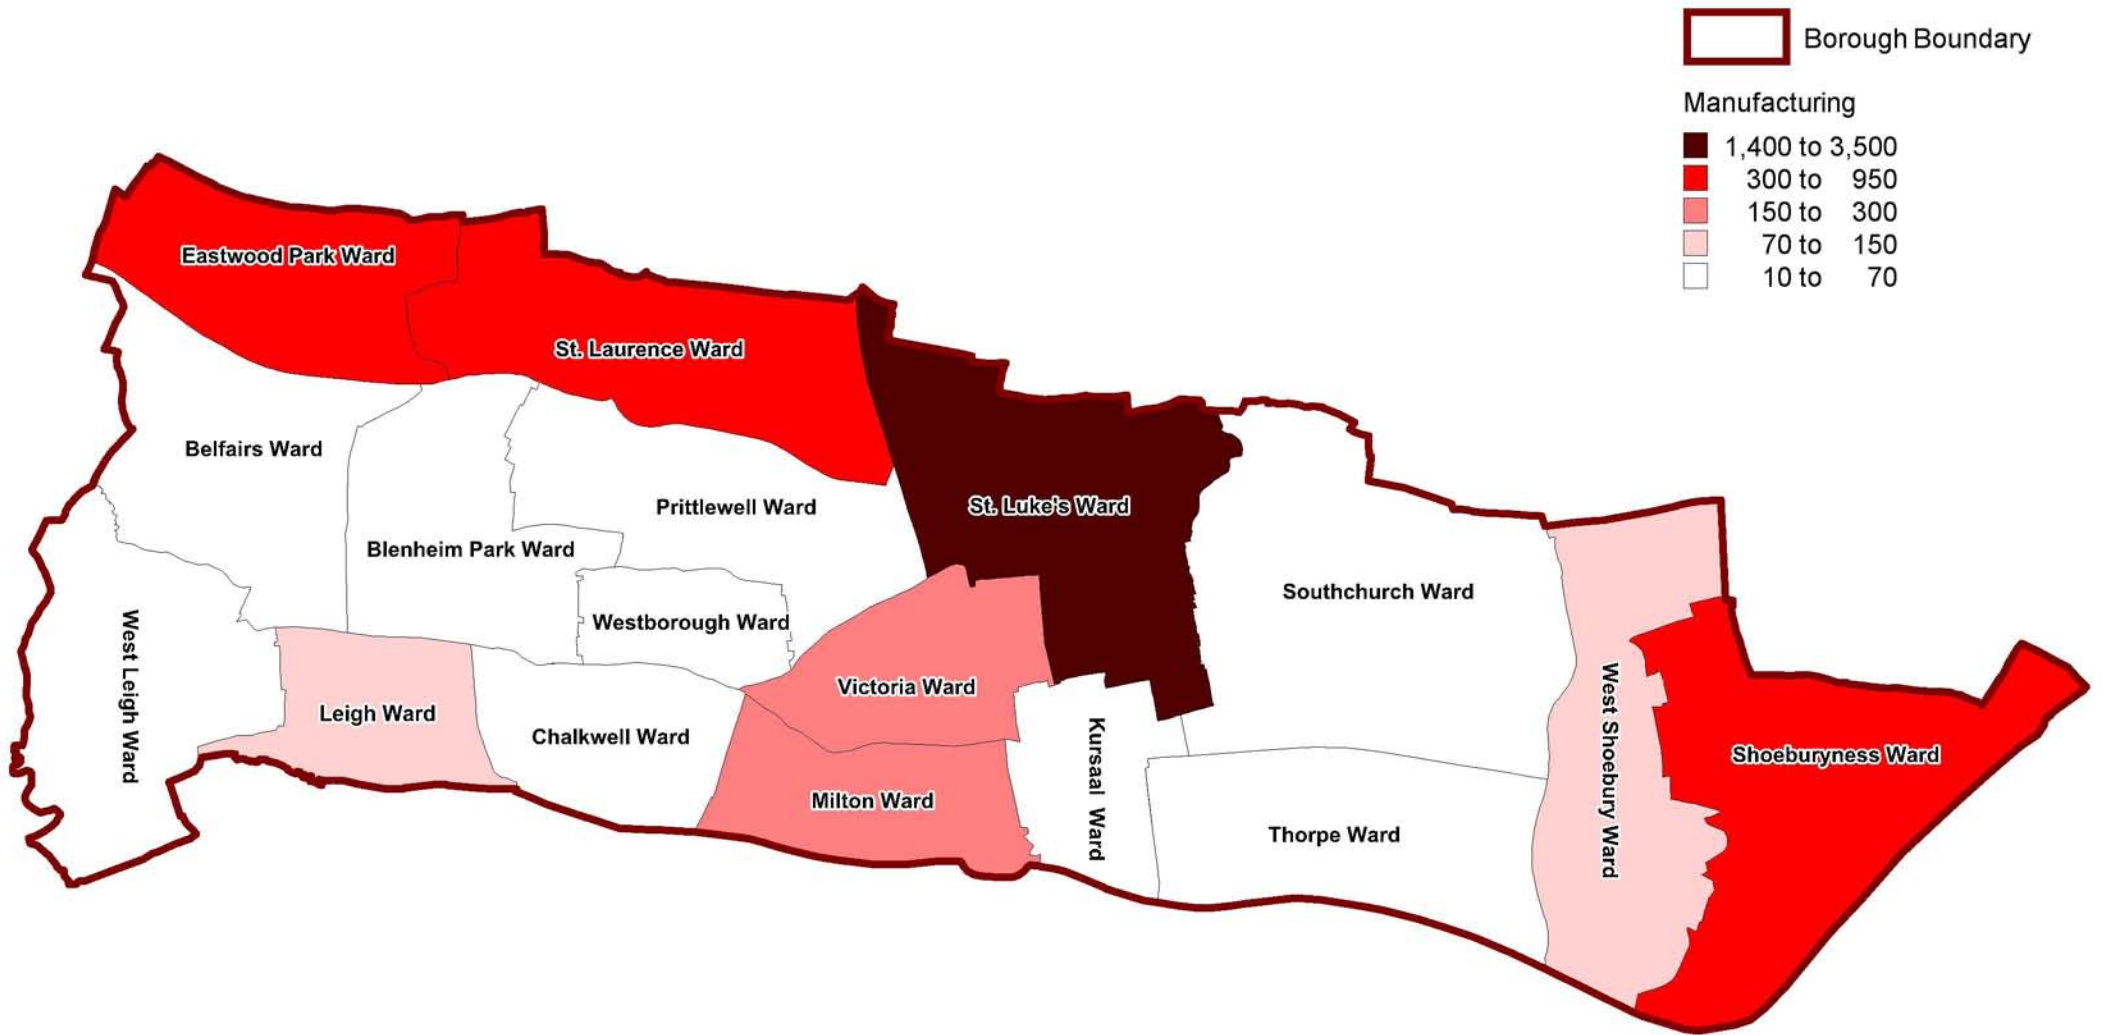 Borough Boundary
Manufacturing
1,400 to 3,500
300 to 950
150 to 300
70 to 150
10 to 70
Eastwood Park Ward
St. Laurence Ward
Belfairs Ward
Prittlewell Ward
St. Luke's Ward
Blenheim Park Ward
Southchurch Ward
Westborough Ward
West Leigh Ward
Victoria Ward
Leigh Ward
Chalkwell Ward
Kursaal Ward
West Shoebury Ward
Shoeburyness Ward
Milton Ward
Thorpe Ward